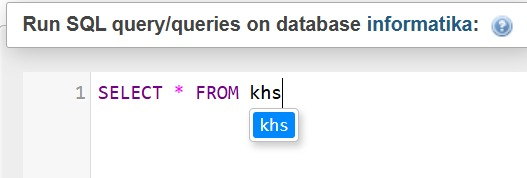 Run SQL query/queries on database informatika:
1 SELECT * FROM khs
khs